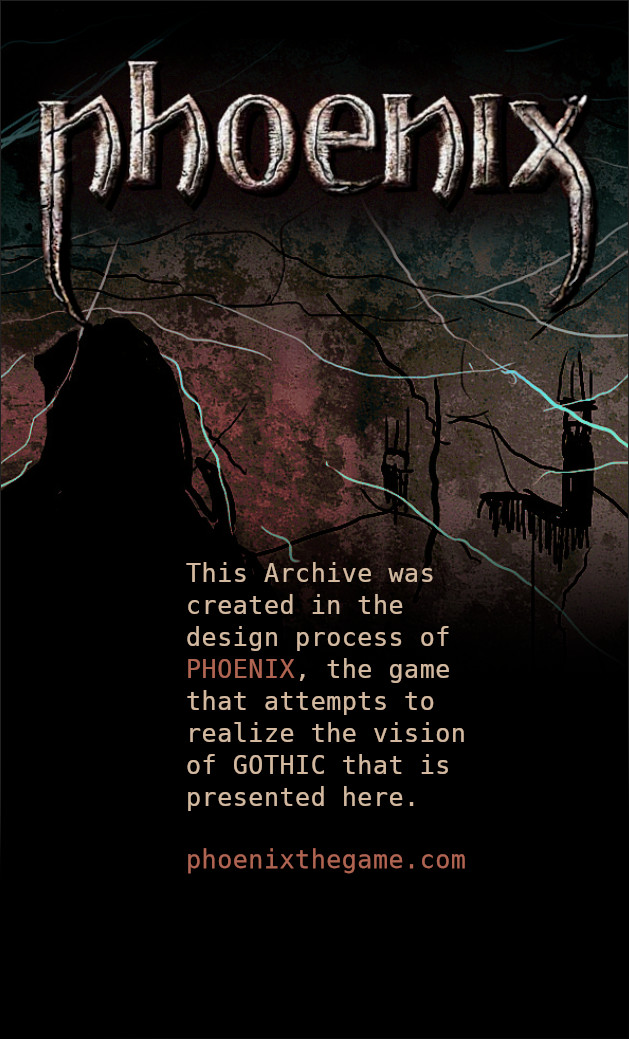 phoenix
This Archive was
created in the
design process of
PHOENIX, the game
that attempts to
realize the vision
of GOTHIC that is
presented here.
phoenixthegame.com